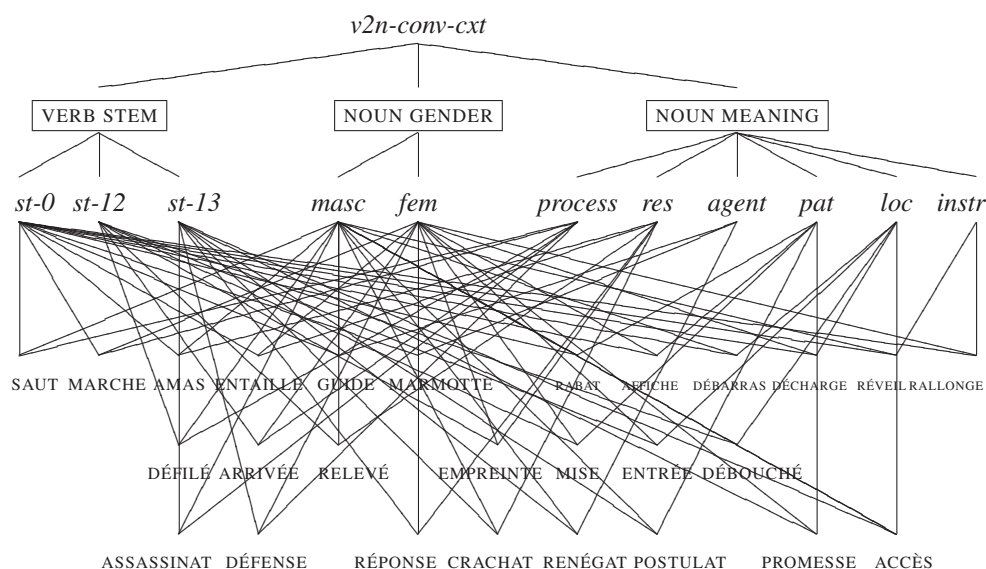 v2n-conv-cxt
VERB STEM NOUN GENDER NOUN MEANING
st-0 st-12 st-13 masc fem process res agent pat loc instr
SAUT MARCHE AMAS ENTAILLE GUIDE MARMOTTE RABAT AFFICHE DÉBARRAS DÉCHARGE RÉVEIL RALLONGE
DÉFILÉ ARRIVÉE RELEVÉ EMPREINTE MISE ENTRÉE DÉBOUCHÉ
ASSASSINAT DÉFENSE RÉPONSE CRACHAT RENÉGAT POSTULAT PROMESSE ACCÈS